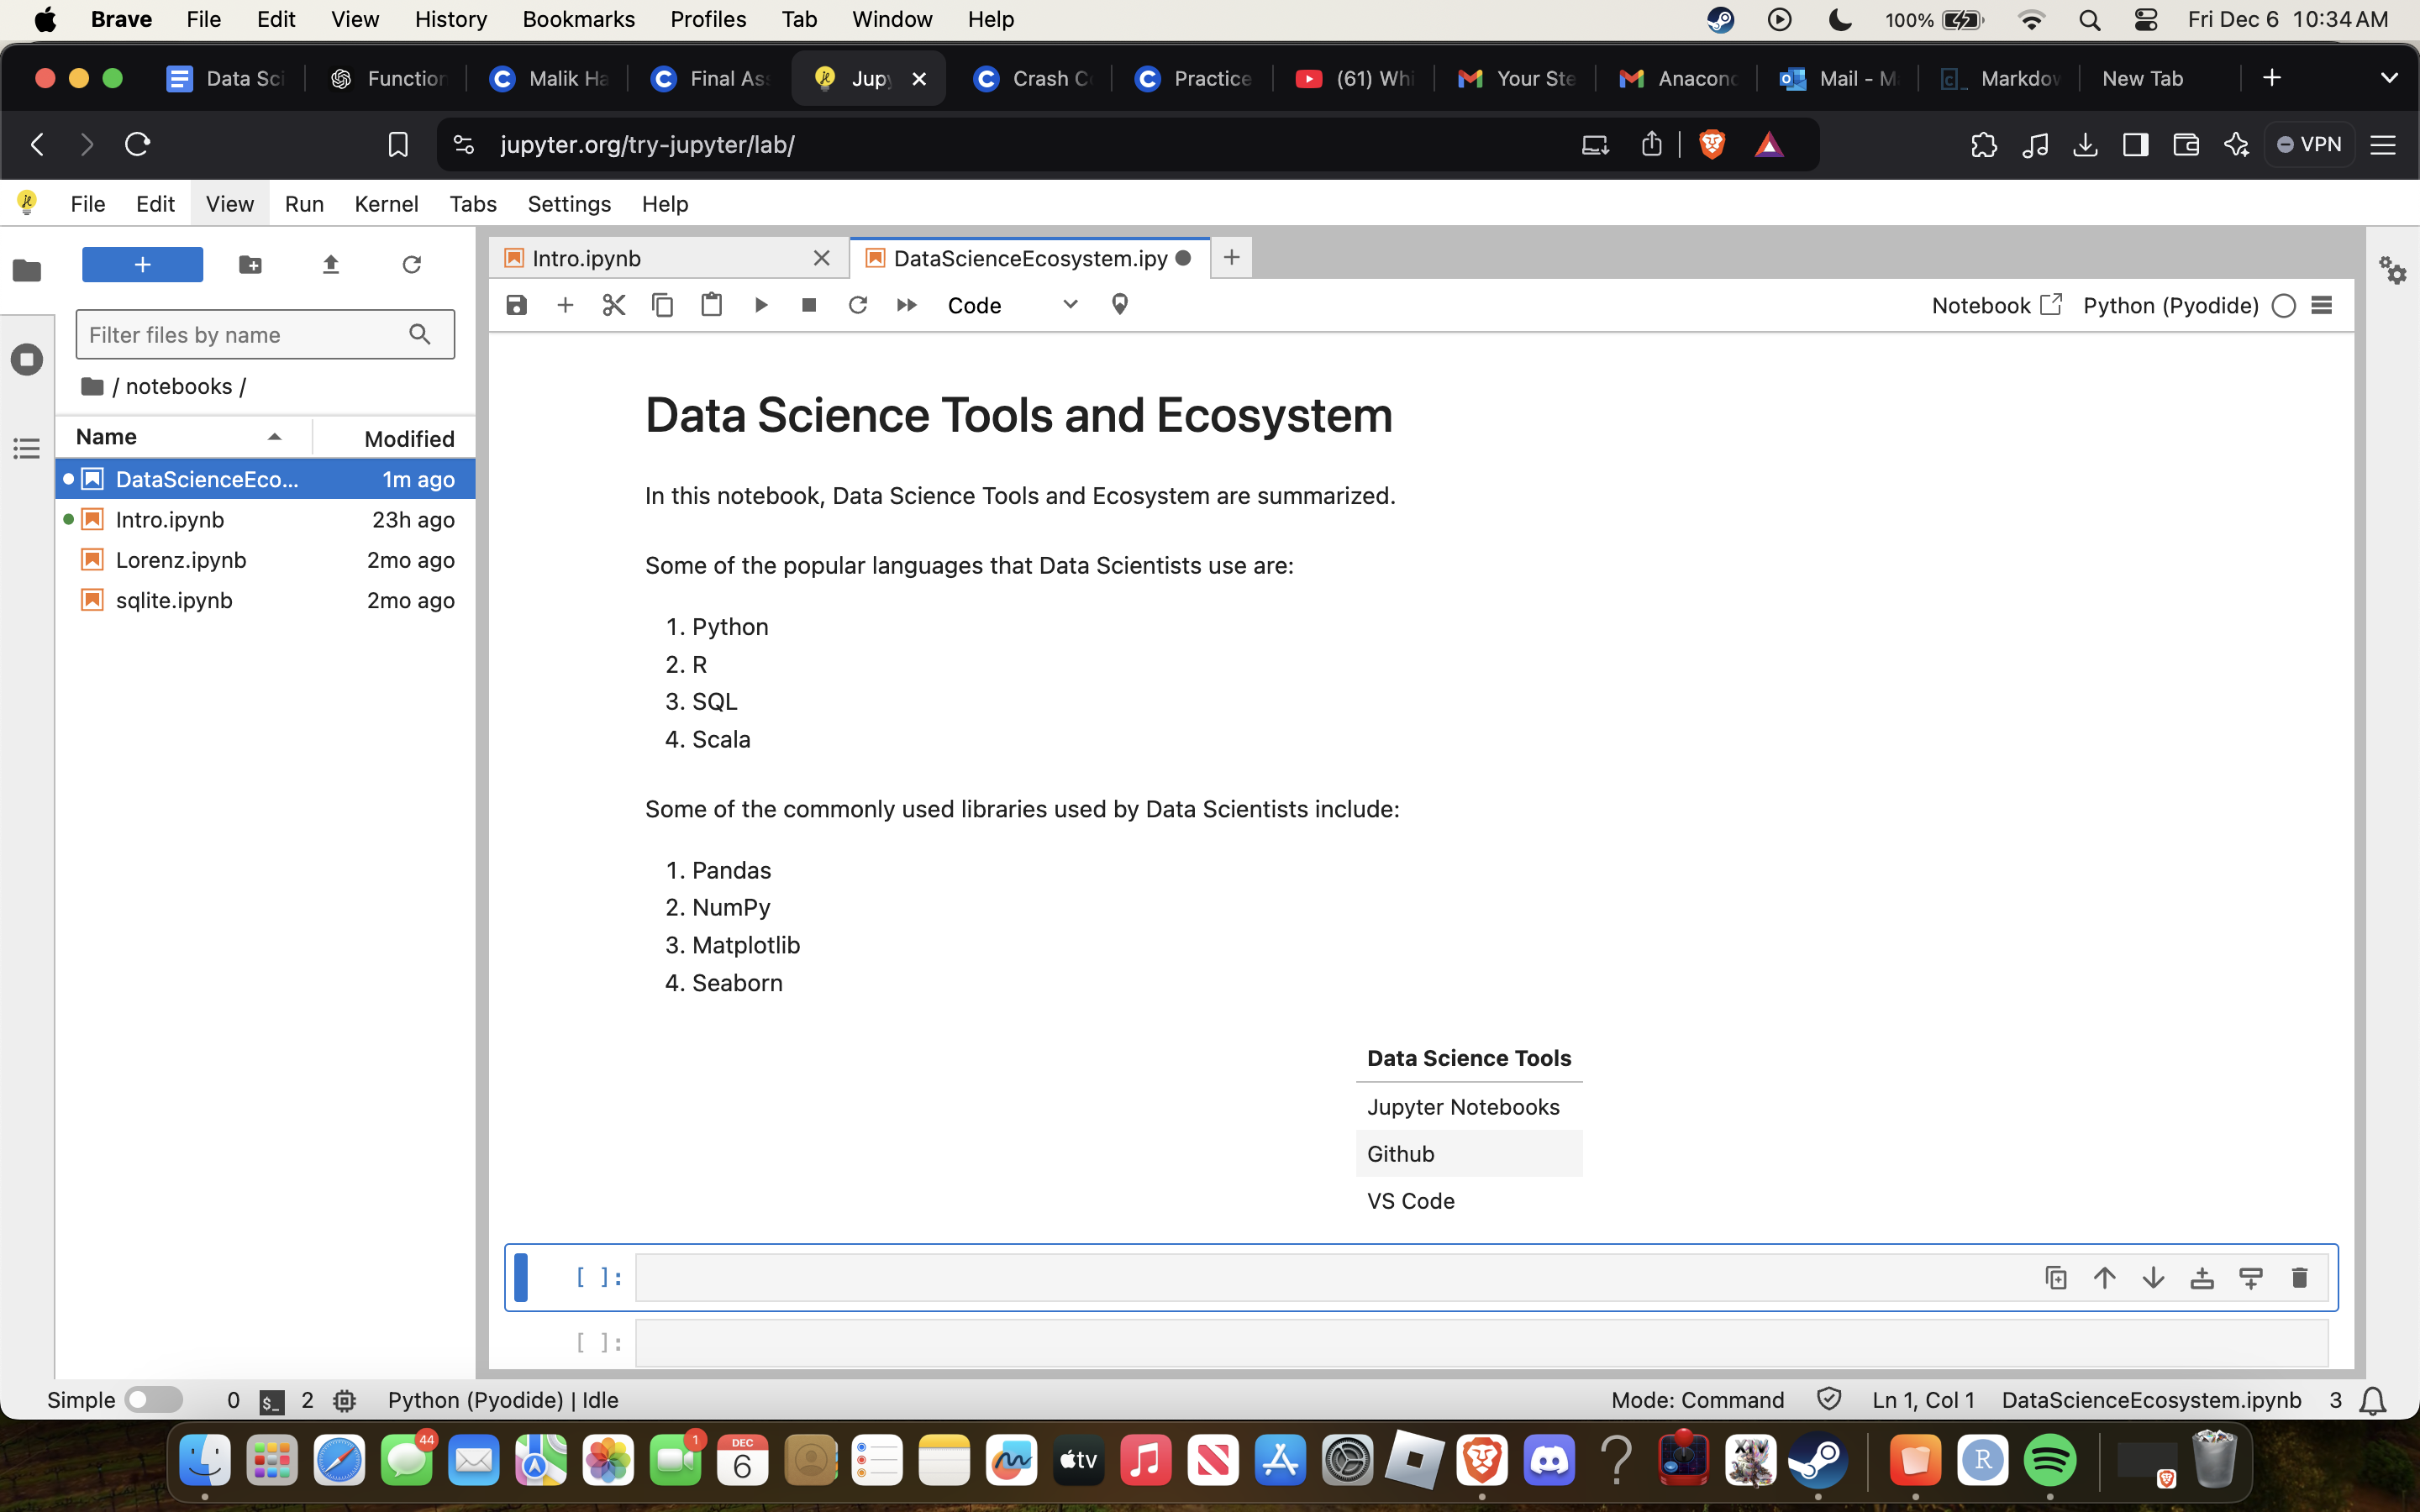 Brave File Edit View History Bookmarks Profiles Tab Window Help 100% Fri Dec 6 10:34 AM
Data Sci Function Malik Ha Final Ass Jup Crash C Practice (61) Whi Your Ste Anacond Mail - M Markdow New Tab
jupyter.org/try-jupyter/lab/ VPN
File Edit View Run Kernel Tabs Settings Help
Intro.ipynb DataScienceEcosystem.ipy
Code Notebook Python (Pyodide)
Filter files by name
/ notebooks /
Name Modified
DataScienceEco... 1m ago
Intro.ipynb 23h ago
Lorenz.ipynb 2mo ago
sqlite.ipynb 2mo ago
Data Science Tools and Ecosystem
In this notebook, Data Science Tools and Ecosystem are summarized.
Some of the popular languages that Data Scientists use are:
1. Python
2. R
3. SQL
4. Scala
Some of the commonly used libraries used by Data Scientists include:
1. Pandas
2. NumPy
3. Matplotlib
4. Seaborn
Data Science Tools
Jupyter Notebooks
Github
VS Code
[ ]:
[ ]:
Simple 0 $_ 2 Python (Pyodide) | Idle Mode: Command Ln 1, Col 1 DataScienceEcosystem.ipynb 3
44 1 DEC 6 tv XIV R